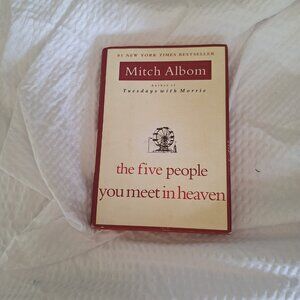 #1 NEW YORK TIMES BESTSELLER
Mitch Albom
AUTHOR OF
Tuesdays with Morrie
the five people
you meet in heaven